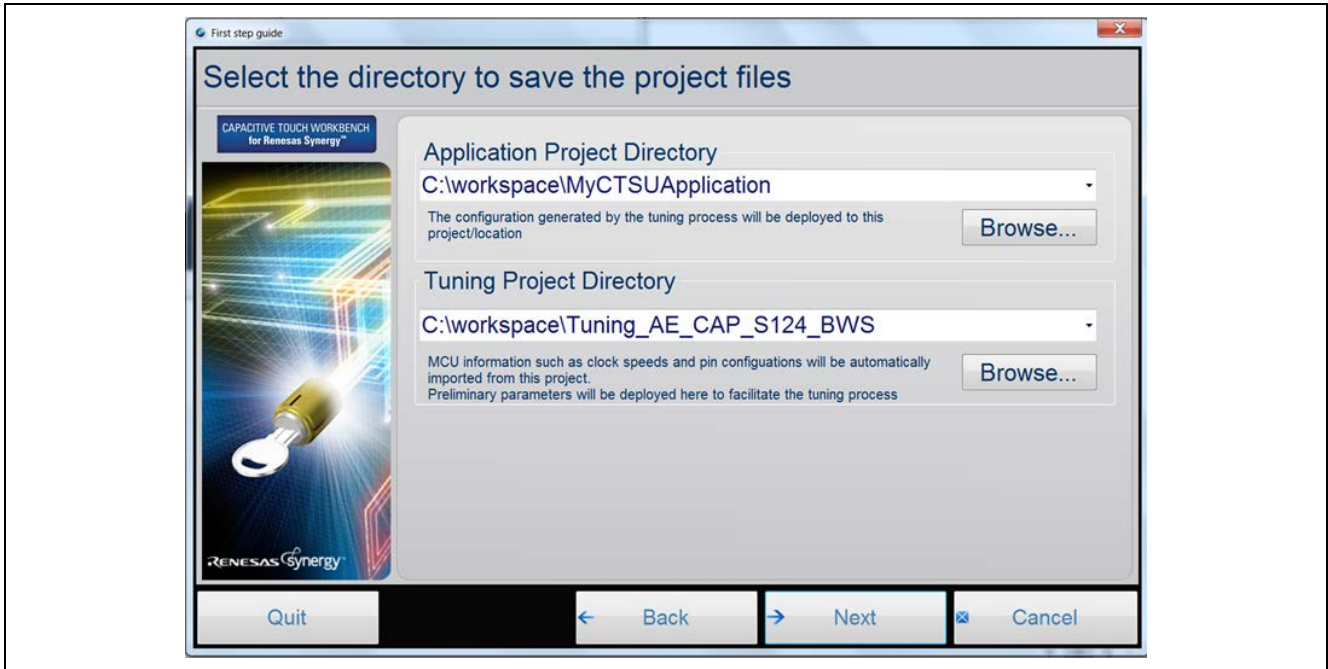 First step guide
Select the directory to save the project files
CAPACITIVE TOUCH WORKBENCH
for Renesas Synergy™
Application Project Directory
C:\workspace\MyCTSUApplication
The configuration generated by the tuning process will be deployed to this
project/location
Browse...
Tuning Project Directory
C:\workspace\Tuning_AE_CAP_S124_BWS
MCU information such as clock speeds and pin configuations will be automatically
imported from this project.
Preliminary parameters will be deployed here to facilitate the tuning process
Browse...
RENESAS Synergy™
Quit
Back
Next
Cancel